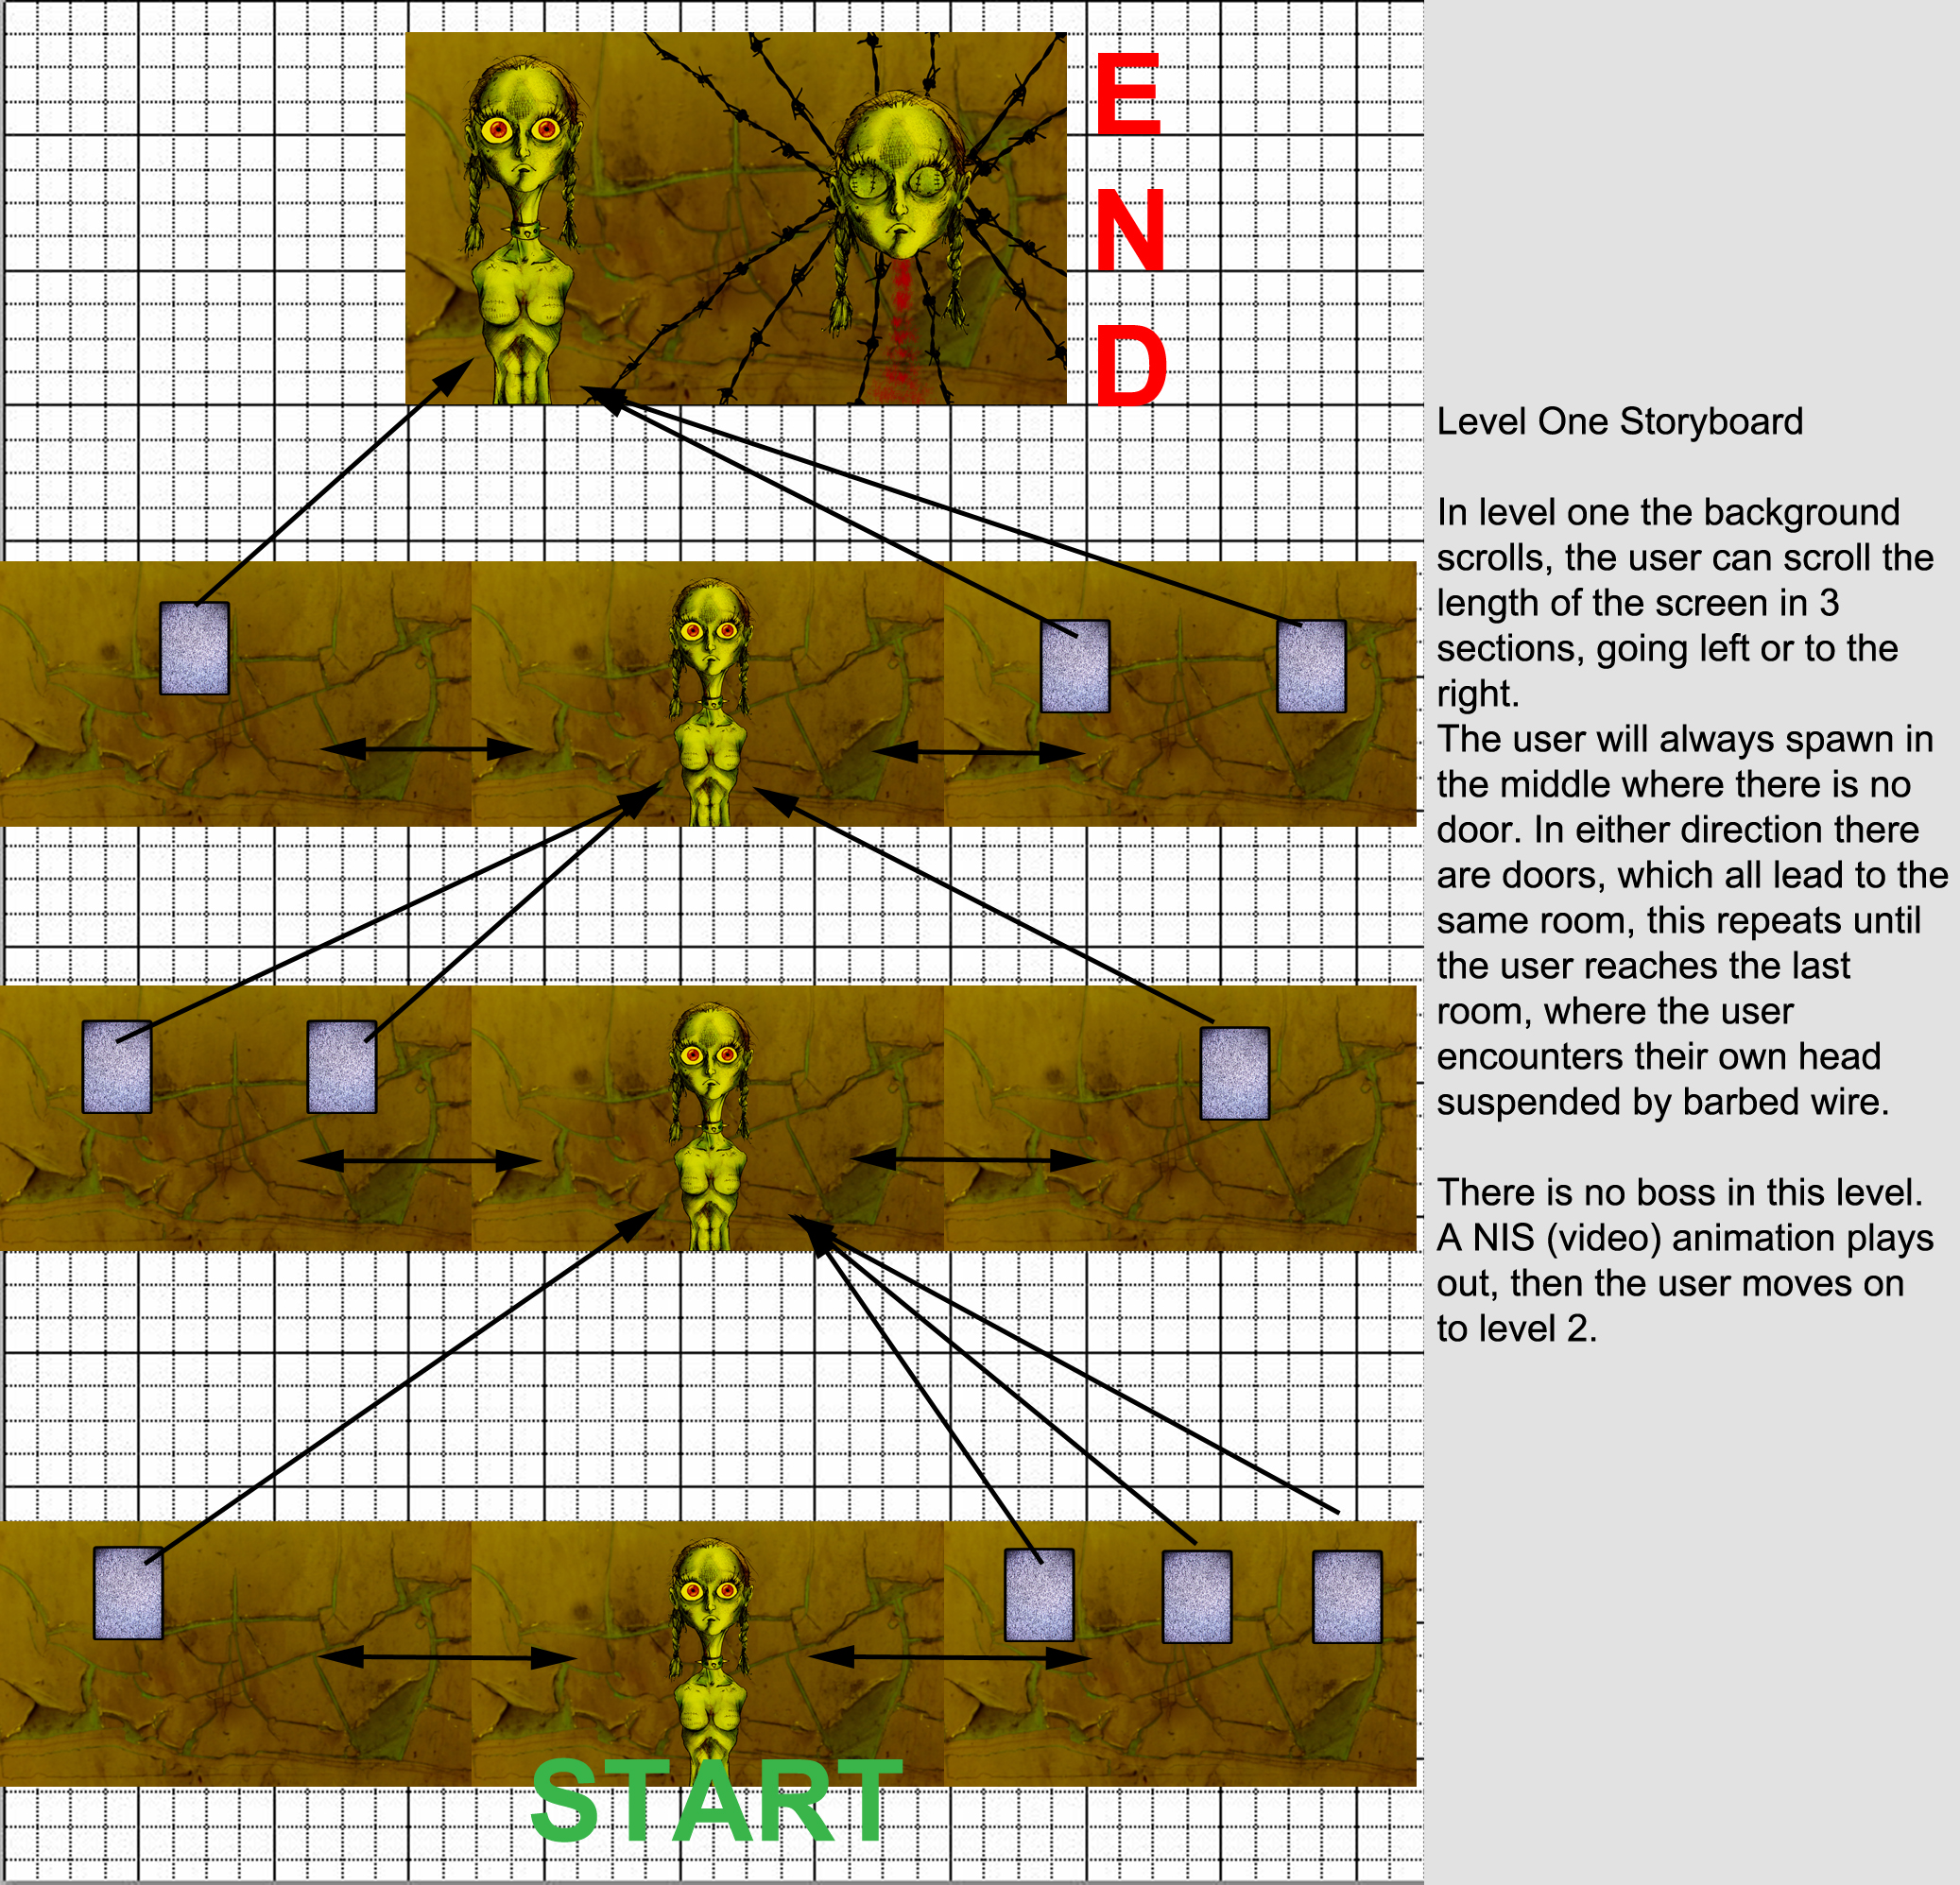 E
N
D
Level One Storyboard
In level one the background
scrolls, the user can scroll the
length of the screen in 3
sections, going left or to the
right.
The user will always spawn in
the middle where there is no
door. In either direction there
are doors, which all lead to the
same room, this repeats until
the user reaches the last
room, where the user
encounters their own head
suspended by barbed wire.
There is no boss in this level.
A NIS (video) animation plays
out, then the user moves on
to level 2.
START